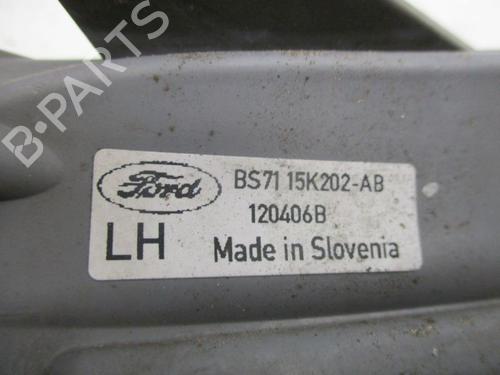 B-PARTS
Ford
BS71 15K202-AB
120406B
LH
Made in Slovenia